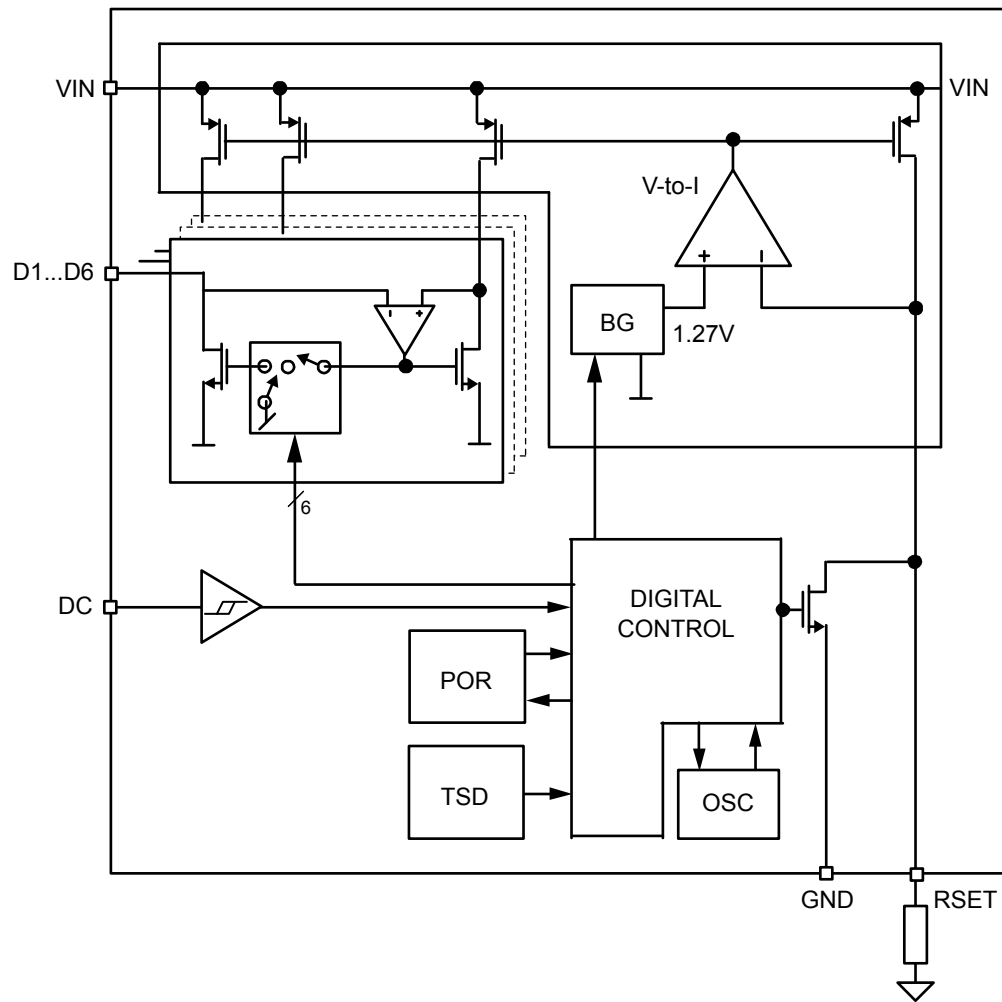 VIN
VIN
V-to-I
+
–
D1...D6
–
+
BG
1.27V
6
DC
DIGITAL
CONTROL
POR
TSD
OSC
GND
RSET